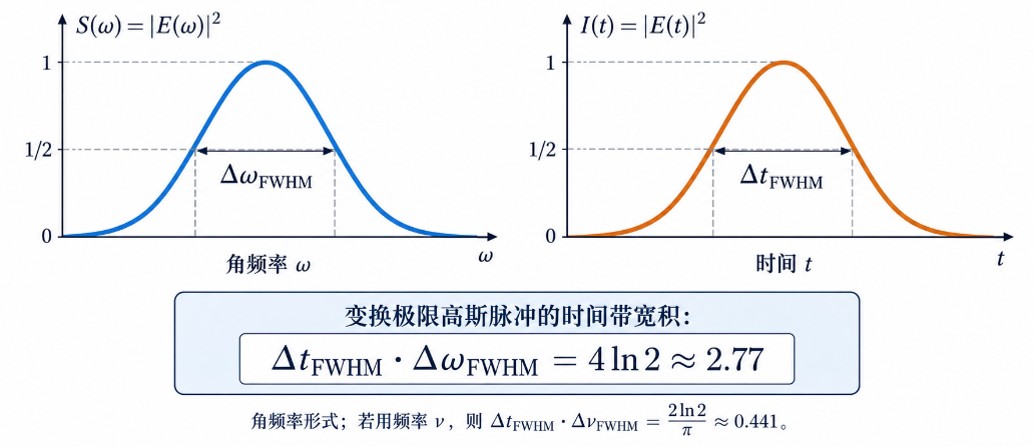 S(ω) = |E(ω)|²
1
1/2
0
Δω_FWHM
角频率 ω
ω
I(t) = |E(t)|²
1
1/2
0
Δt_FWHM
时间 t
t
变换极限高斯脉冲的时间带宽积：
Δt_FWHM · Δω_FWHM = 4 ln 2 ≈ 2.77
角频率形式；若用频率 ν，则 Δt_FWHM · Δν_FWHM = 2 ln 2 / π ≈ 0.441。